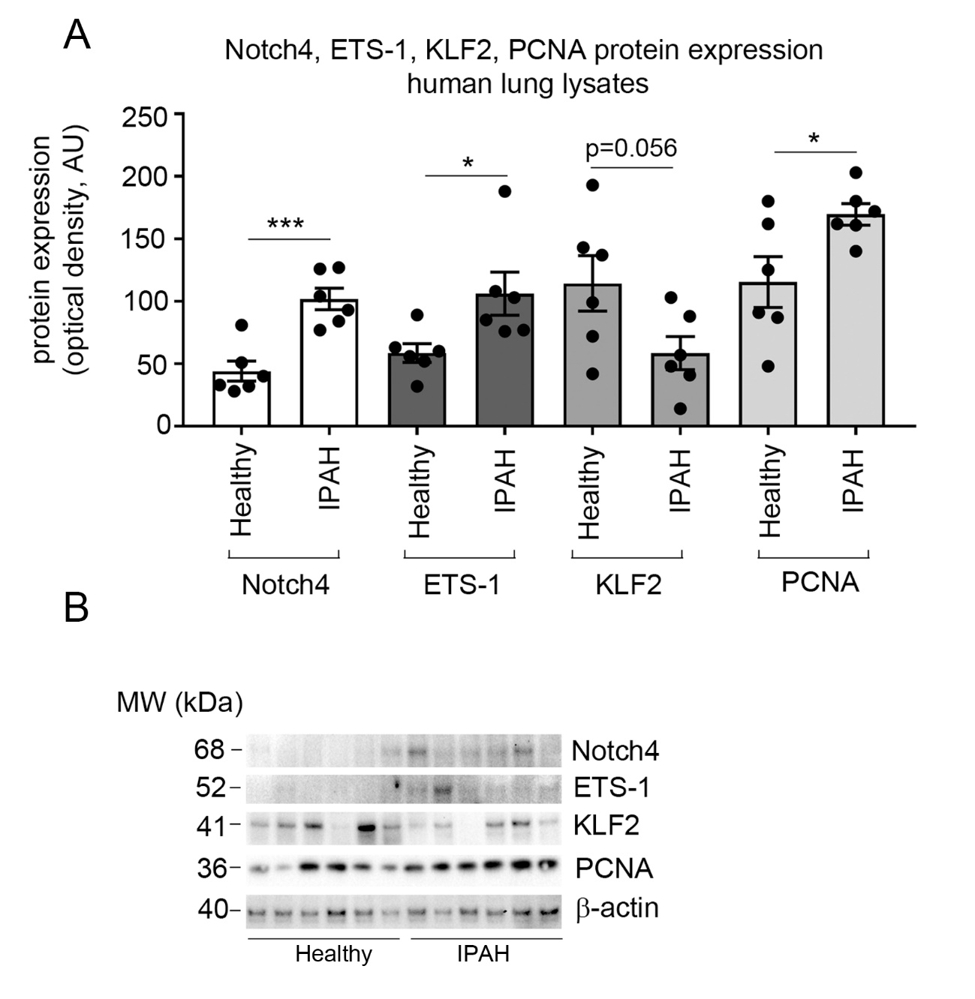 A
Notch4, ETS-1, KLF2, PCNA protein expression
human lung lysates
protein expression
(optical density, AU)
250
200
150
100
50
0
***
*
p=0.056
*
Healthy
IPAH
Healthy
IPAH
Healthy
IPAH
Healthy
IPAH
Notch4
ETS-1
KLF2
PCNA
B
MW (kDa)
68 –
Notch4
52 –
ETS-1
41 –
KLF2
36 –
PCNA
40 –
β-actin
Healthy
IPAH